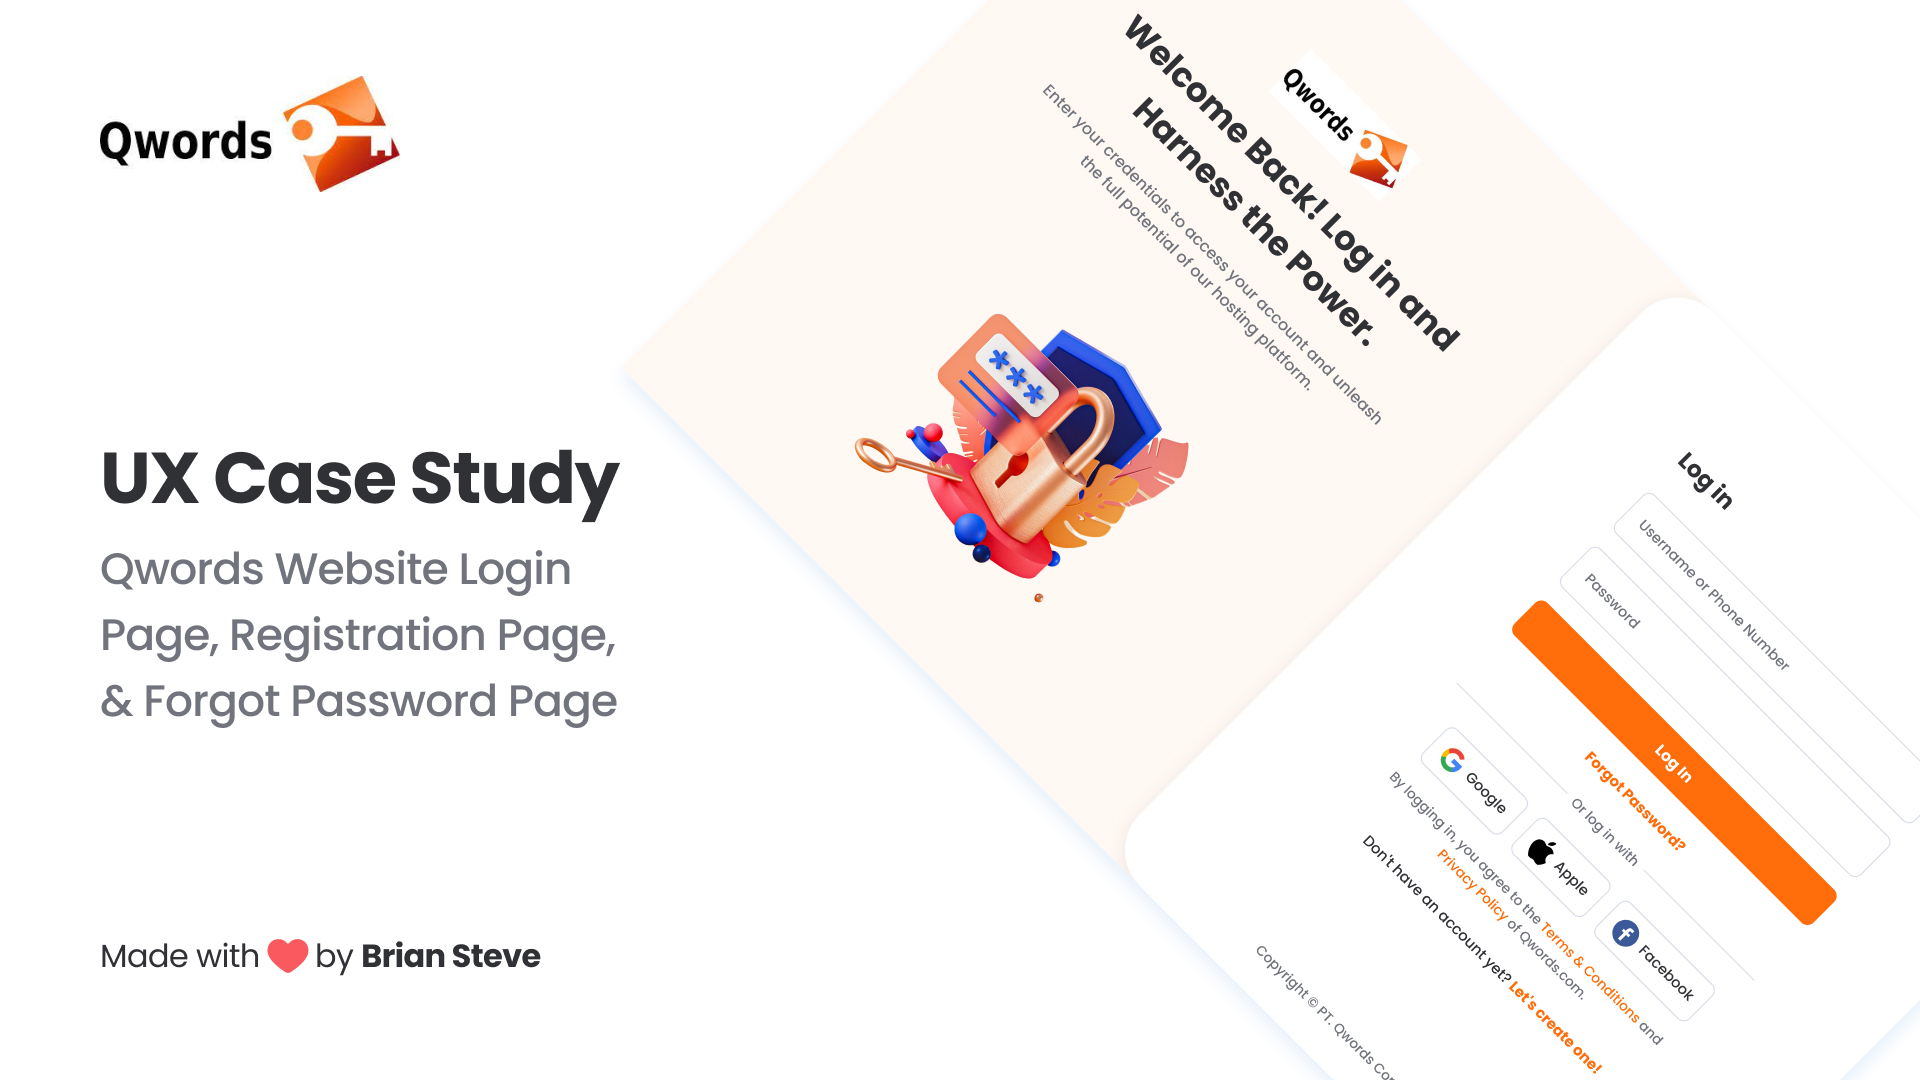 Qwords
UX Case Study
Qwords Website Login
Page, Registration Page,
& Forgot Password Page
Made with by Brian Steve
Qwords
Welcome Back! Log in and
Harness the Power.
Enter your credentials to access your account and unleash
the full potential of our hosting platform.
***
Log in
Username or Phone Number
Password
Log In
Forgot Password?
Or log in with
Google
Apple
Facebook
By logging in, you agree to the Terms & Conditions and
Privacy Policy of Qwords.com.
Don't have an account yet? Let's create one!
Copyright © PT. Qwords